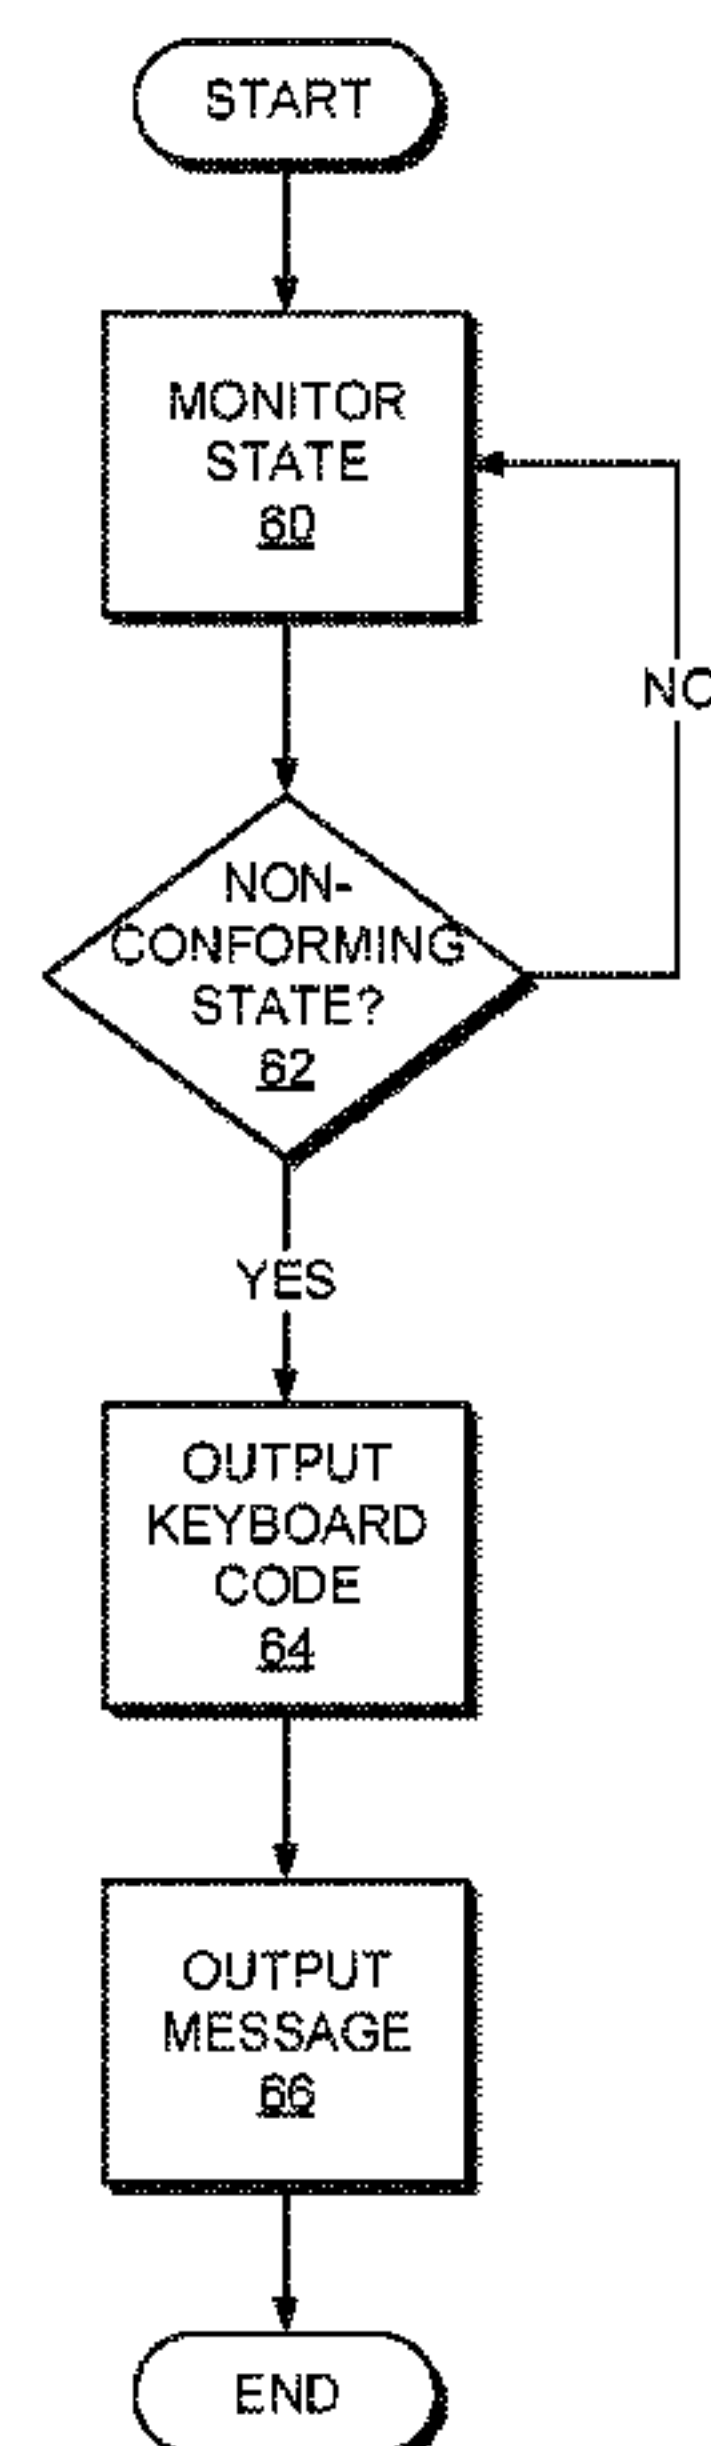 START
MONITOR
STATE
60
NO
NON-
CONFORMING
STATE?
62
YES
OUTPUT
KEYBOARD
CODE
64
OUTPUT
MESSAGE
66
END